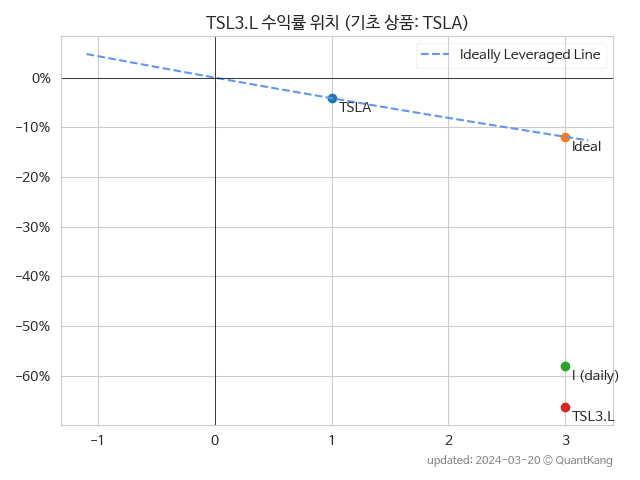 TSL3.L 수익률 위치 (기초 상품: TSLA)
Ideally Leveraged Line
0%
TSLA
−10%
Ideal
−20%
−30%
−40%
−50%
I (daily)
−60%
TSL3.L
−1 0 1 2 3
updated: 2024-03-20 © QuantKang